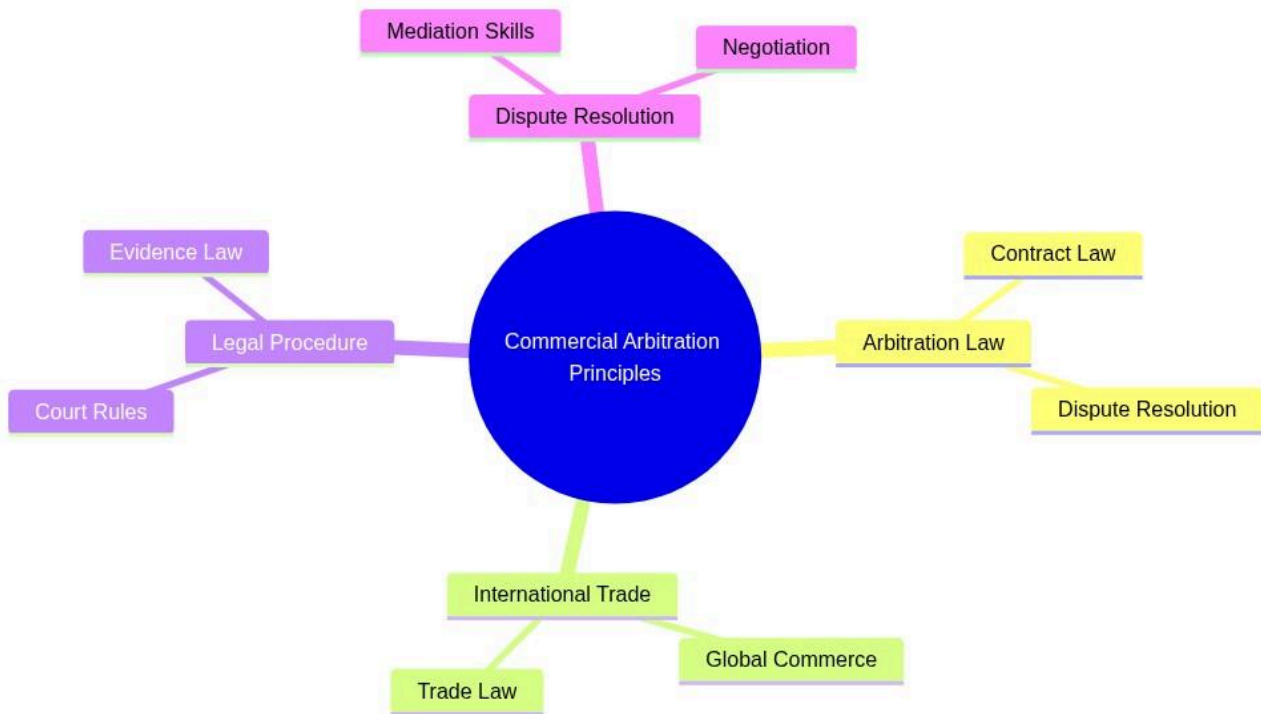 Mediation Skills
Negotiation
Dispute Resolution
Evidence Law
Legal Procedure
Court Rules
Commercial Arbitration
Principles
Contract Law
Arbitration Law
Dispute Resolution
International Trade
Global Commerce
Trade Law